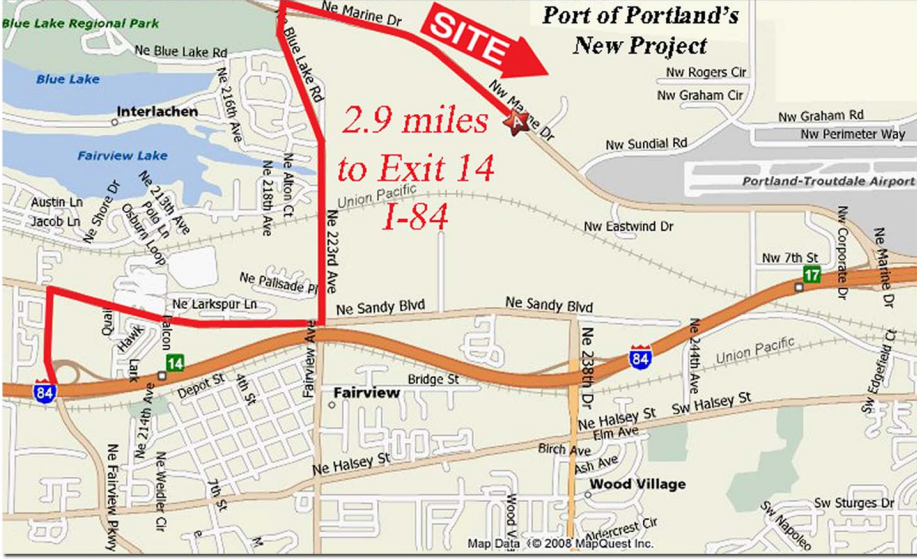 Blue Lake Regional Park
Ne Marine Dr
SITE
Port of Portland's
New Project
Ne Blue Lake Rd
Ne Blue Lake Rd
Blue Lake
Ne 216th Ave
Interlachen
Nw Marine Dr
A
Nw Rogers Cir
Nw Graham Cir
Nw Graham Rd
Nw Perimeter Way
Nw Sundial Rd
2.9 miles
to Exit 14
I-84
Fairview Lake
Ne Alton Ct
Ne 218th Ave
Portland-Troutdale Airport
Union Pacific
Austin Ln
Jacob Ln
Ne Shore Dr
Ne 213th Ave
Polo Ln
Osburn Loop
Ne 223rd Ave
Nw Eastwind Dr
Nw Corporate Dr
Ne Marine Dr
Nw 7th St
17
Ne Palisade Pl
Ne Larkspur Ln
Ne Sandy Blvd
Ne Sandy Blvd
Quail
Hawk
Falcon
Lark
14
Fairview Ave
Ne 238th Dr
84
Ne 244th Ave
Union Pacific
Sw Edgefield Ct
84
Depot St
4th St
Bridge St
Fairview
Ne 214th Ave
Ne Halsey St
Sw Halsey St
Elm Ave
Birch Ave
Ash Ave
Ne Halsey St
Ne Fairview Pkwy
Ne Weidler Cir
7th St
Wood Village
Sw Sturges Dr
Sw Napoleo
Wood Vi
Aldercrest Cir
e
M
Map Data © 2008 MapQuest Inc.